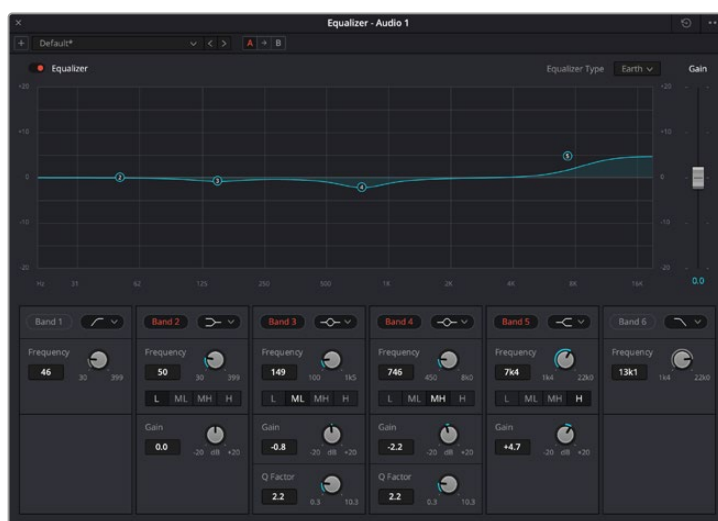 Equalizer - Audio 1
Default*
A
B
Equalizer
Equalizer Type
Earth
Gain
+20
+20
+10
+10
0
0
-10
-10
-20
-20
Hz 31 62 125 250 500 1K 2K 4K 8K 16K
0.0
2
3
4
5
Band 1
Band 2
Band 3
Band 4
Band 5
Band 6
Frequency
46
30 399
Frequency
50
30 399
L ML MH H
Gain
0.0
-20 dB +20
Frequency
149
100 1k5
L ML MH H
Gain
-0.8
-20 dB +20
Q Factor
2.2
0.3 10.3
Frequency
746
450 8k0
L ML MH H
Gain
-2.2
-20 dB +20
Q Factor
2.2
0.3 10.3
Frequency
7k4
1k4 22k0
L ML MH H
Gain
+4.7
-20 dB +20
Frequency
13k1
1k4 22k0